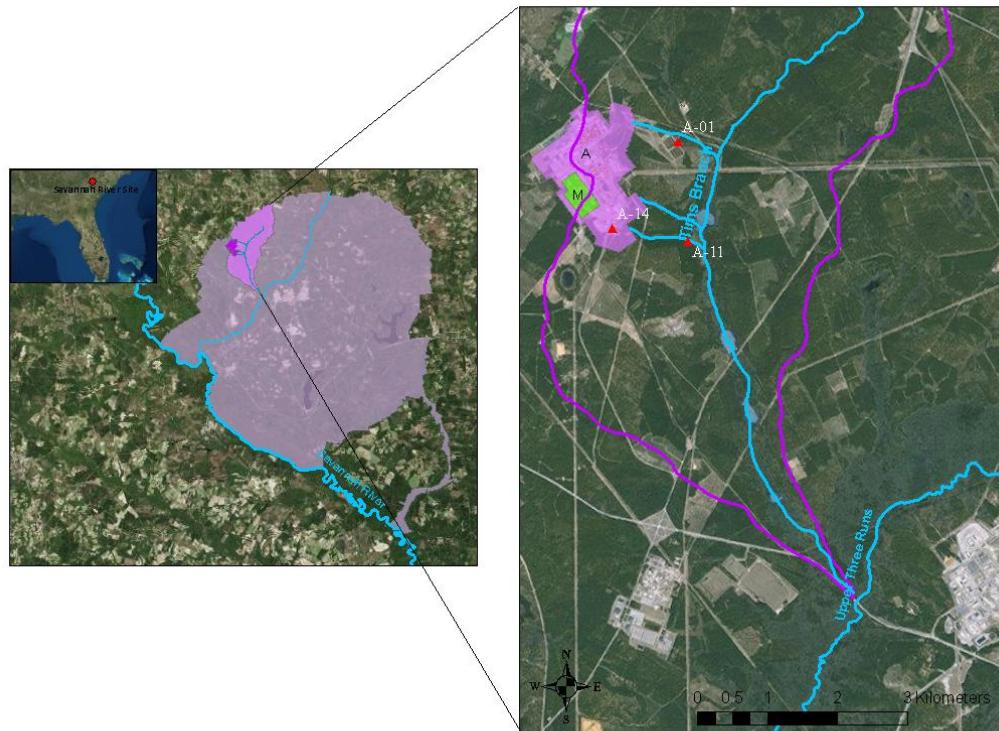 Savannah River Site
Savannah River
A-01
A
M
A-14
A-11
Tims Branch
Upper Three Runs
N
W
E
S
0 0.5 1 2 3 Kilometers